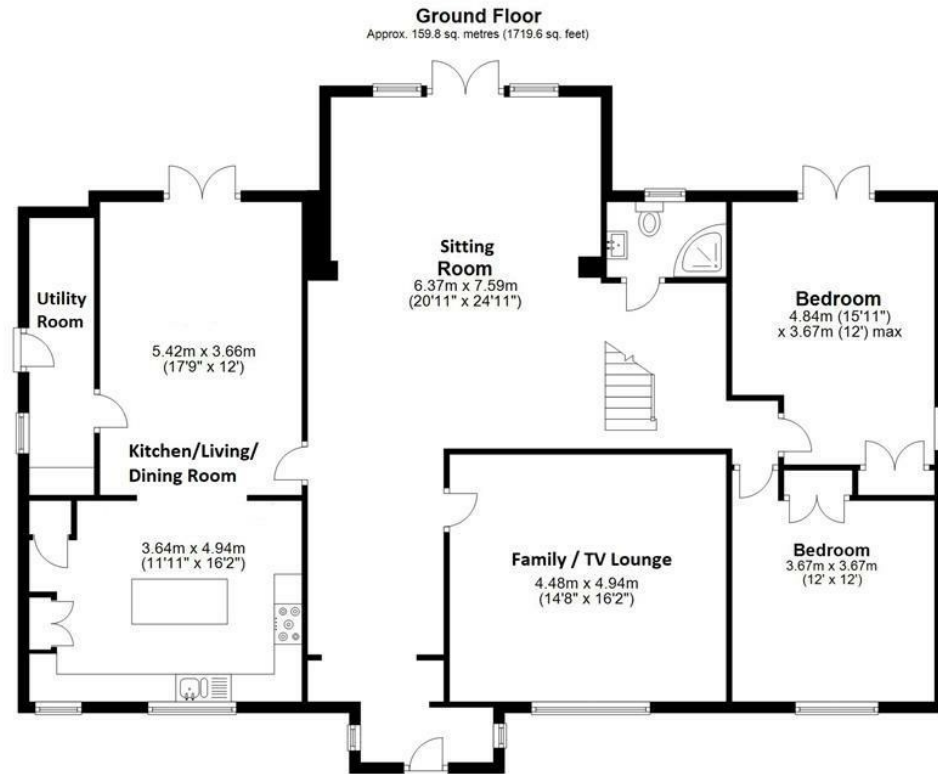 Ground Floor
Approx. 159.8 sq. metres (1719.6 sq. feet)
Sitting
Room
6.37m x 7.59m
(20'11" x 24'11")
Utility
Room
5.42m x 3.66m
(17'9" x 12')
Bedroom
4.84m (15'11")
x 3.67m (12') max
Kitchen/Living/
Dining Room
3.64m x 4.94m
(11'11" x 16'2")
Family / TV Lounge
4.48m x 4.94m
(14'8" x 16'2")
Bedroom
3.67m x 3.67m
(12' x 12')